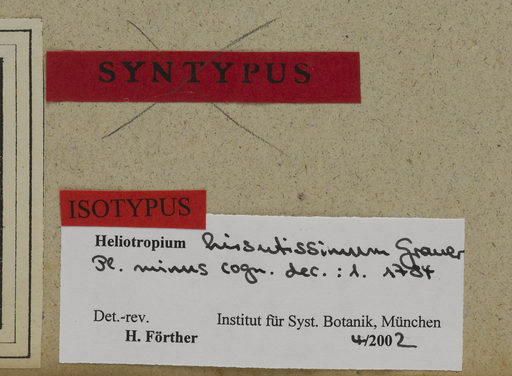 SYNTYPUS
ISOTYPUS
Heliotropium hirsutissimum Grauer
Pl. minus cogn. dec. : 1. 1784
Det.-rev. Institut für Syst. Botanik, München
H. Förther 4/2002